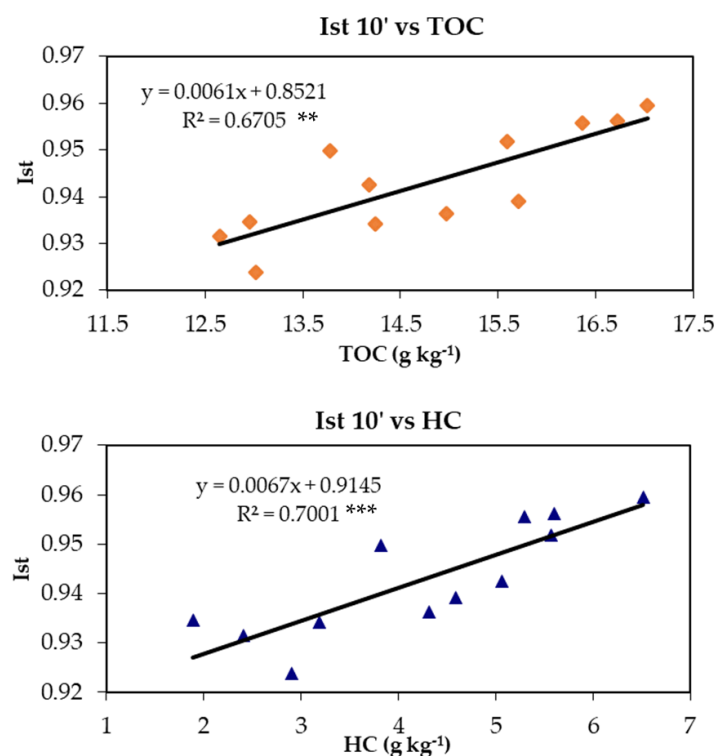 Ist 10' vs TOC
0.97
y = 0.0061x + 0.8521
0.96
R² = 0.6705 **
0.95
Ist
0.94
0.93
0.92
11.5 12.5 13.5 14.5 15.5 16.5 17.5
TOC (g kg⁻¹)
Ist 10' vs HC
0.97
y = 0.0067x + 0.9145
0.96
R² = 0.7001 ***
0.95
Ist
0.94
0.93
0.92
1 2 3 4 5 6 7
HC (g kg⁻¹)